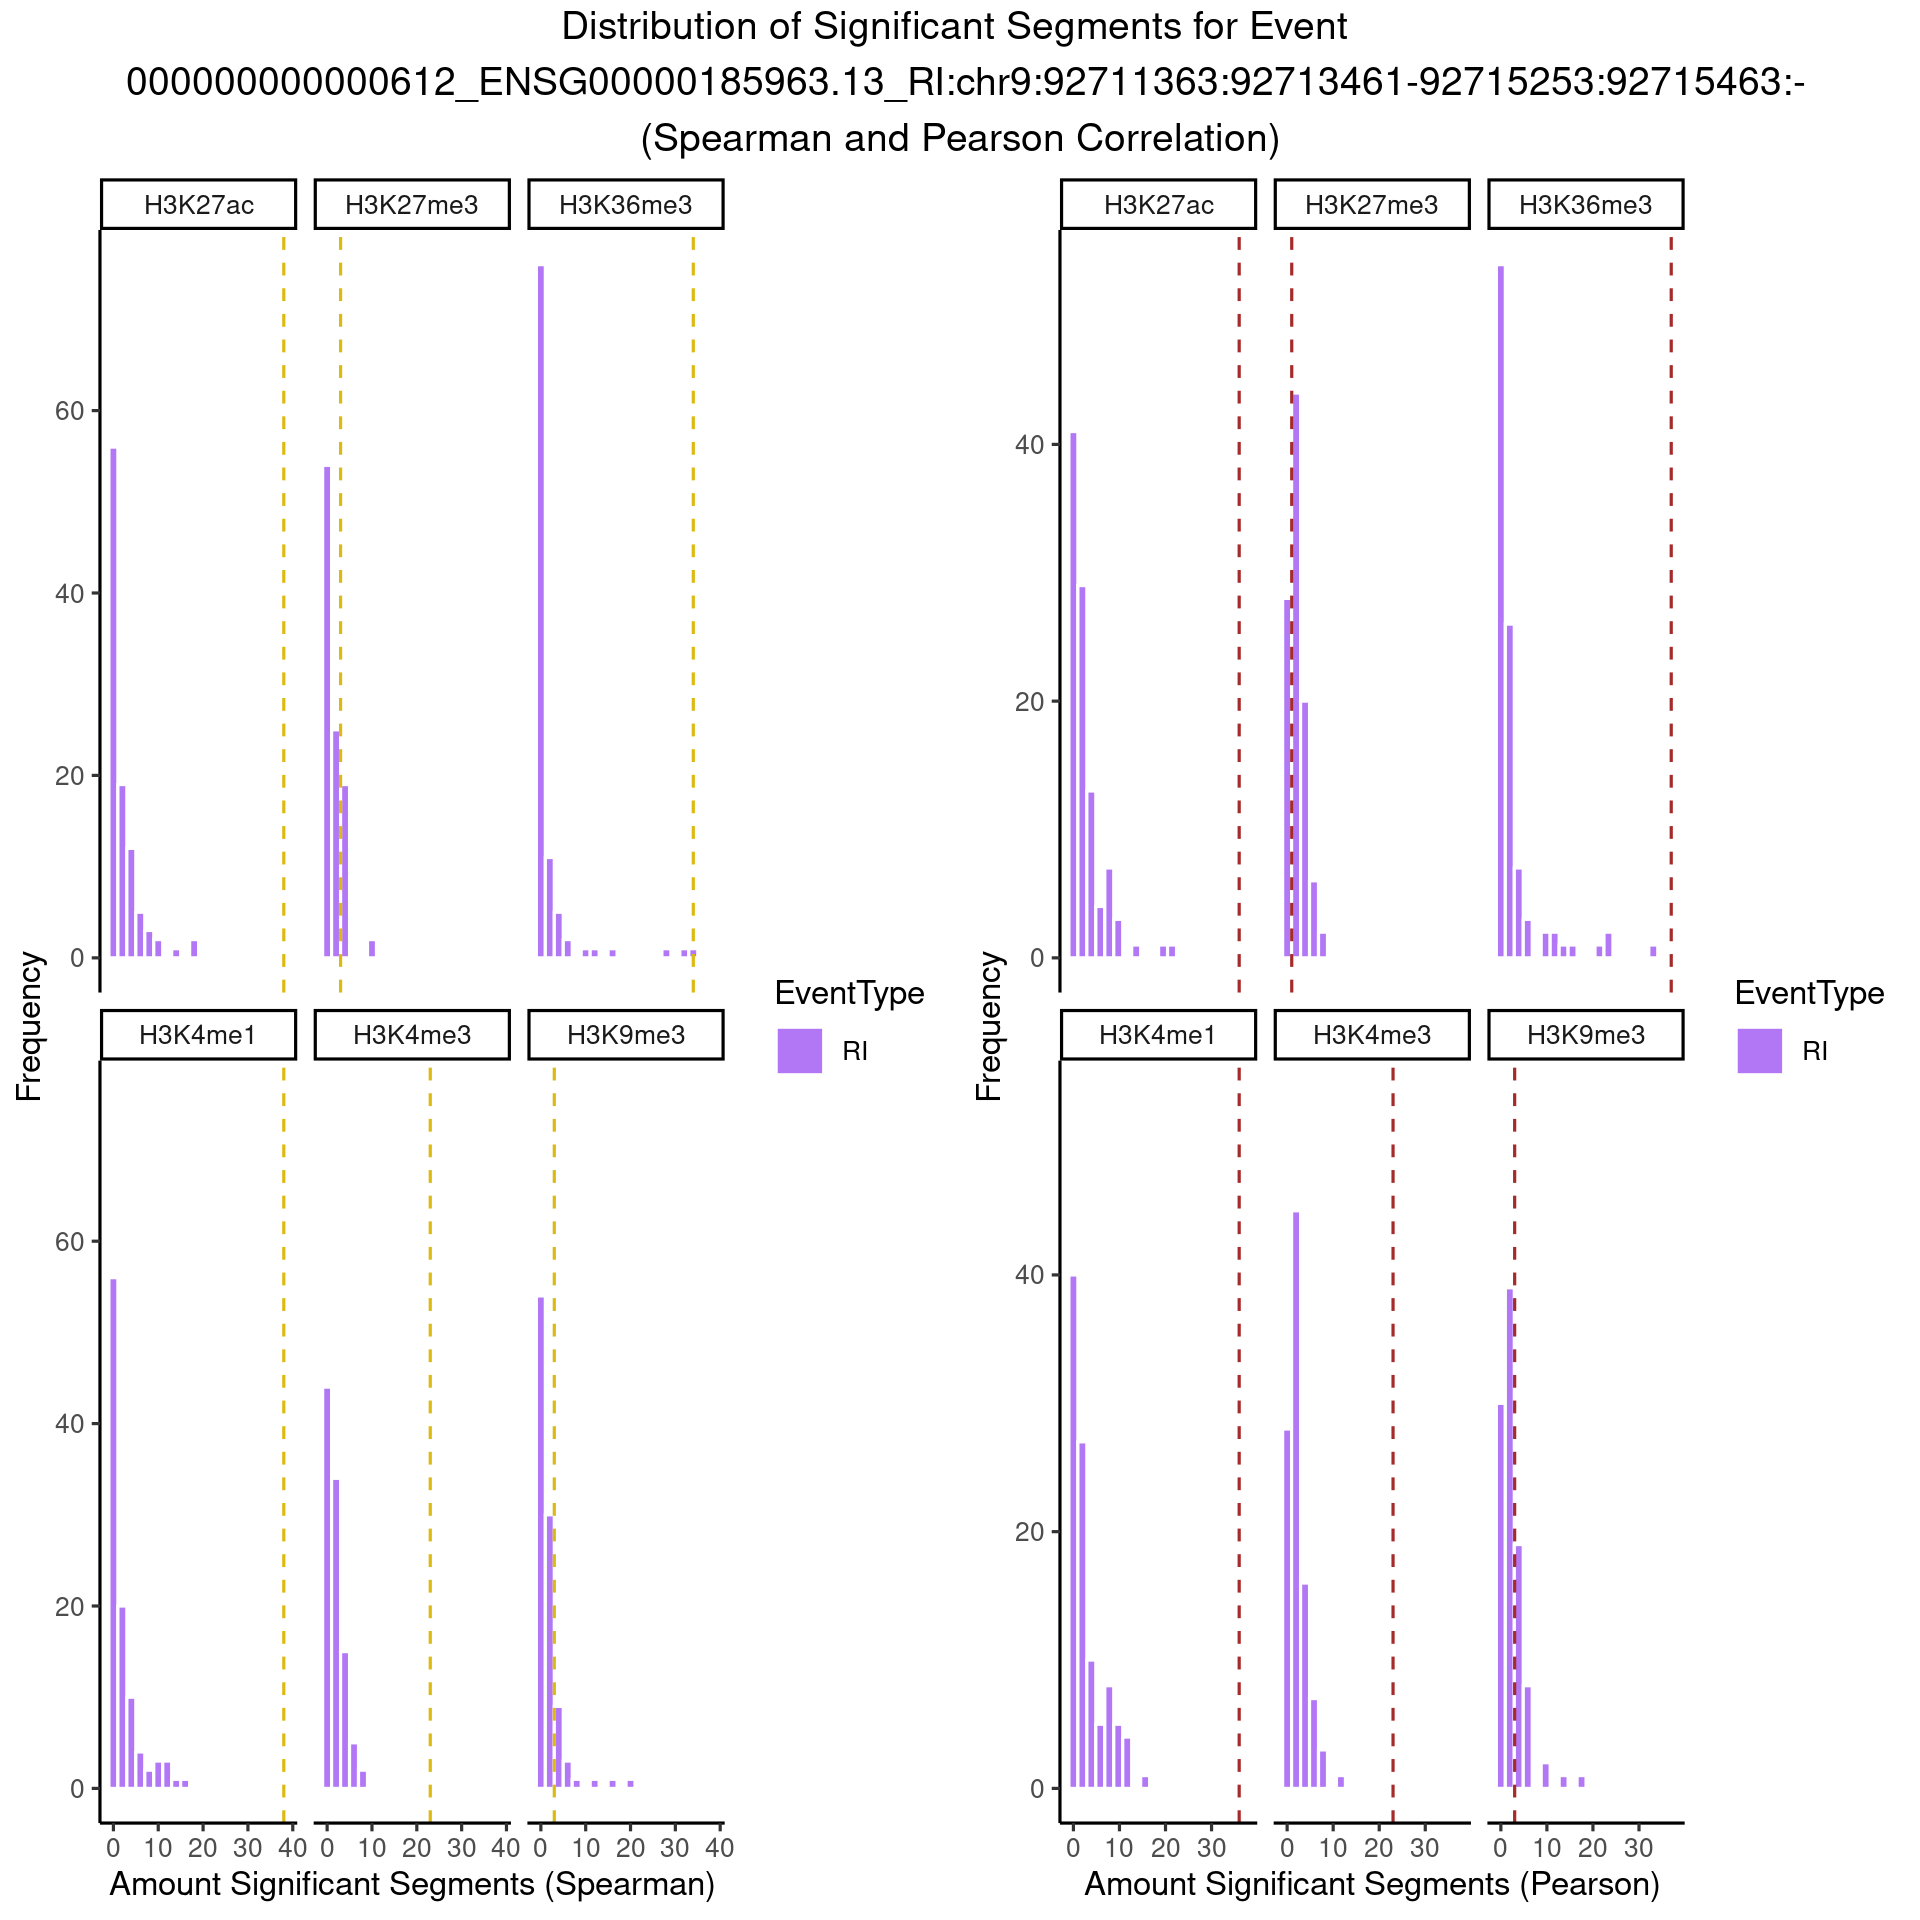 Distribution of Significant Segments for Event
000000000000612_ENSG00000185963.13_RI:chr9:92711363:92713461-92715253:92715463:-
(Spearman and Pearson Correlation)
H3K27ac H3K27me3 H3K36me3
60
40
20
0
H3K4me1 H3K4me3 H3K9me3
60
40
20
0
0 10 20 30 40 0 10 20 30 40 0 10 20 30 40
Frequency
Amount Significant Segments (Spearman)
EventType
RI
H3K27ac H3K27me3 H3K36me3
40
20
0
H3K4me1 H3K4me3 H3K9me3
40
20
0
0 10 20 30 0 10 20 30 0 10 20 30
Frequency
Amount Significant Segments (Pearson)
EventType
RI